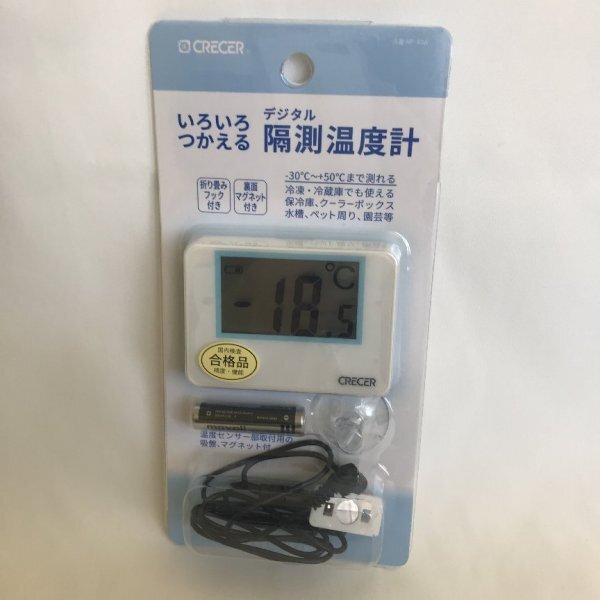 CRECER
いろいろ
つかえる
デジタル
隔測温度計
-30℃〜+50℃まで測れる
冷凍・冷蔵庫でも使える
保冷庫、クーラーボックス
水槽、ペット周り、園芸等
折り畳み
フック
付き
裏面
マグネット
付き
℃
-18.5
国内検査
合格品
精度・機能
CRECER
maxell
温度センサー部取付用の
吸盤、マグネット付